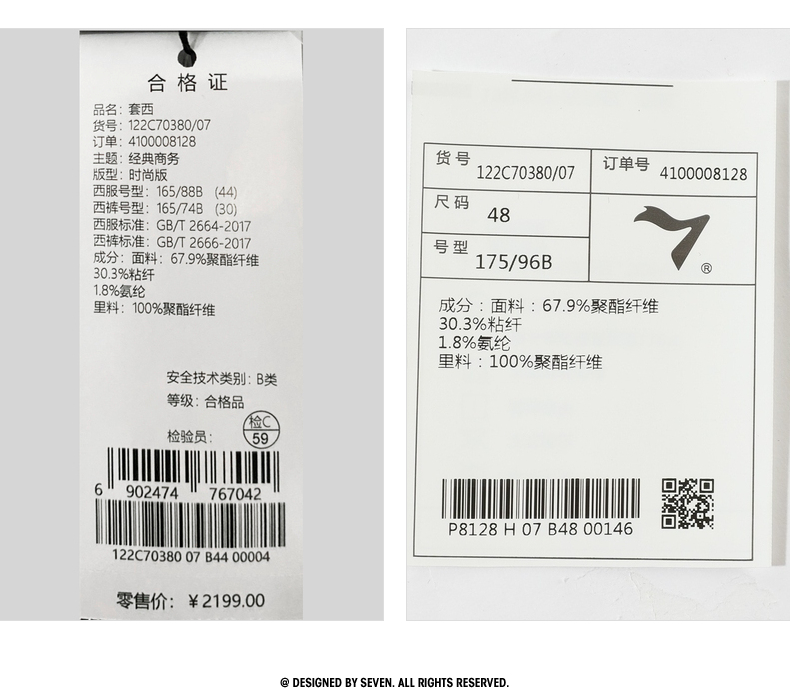 合格证
品名：套西
货号：122C70380/07
订单：4100008128
主题：经典商务
版型：时尚版
西服号型：165/88B (44)
西裤号型：165/74B (30)
西服标准：GB/T 2664-2017
西裤标准：GB/T 2666-2017
成分：面料：67.9%聚酯纤维
30.3%粘纤
1.8%氨纶
里料：100%聚酯纤维
安全技术类别：B类
等级：合格品
检验员：
检C
59
6 902474 767042
122C70380 07 B44 00004
零售价：￥2199.00
货号 122C70380/07 订单号 4100008128
尺码 48
号型 175/96B
®
成分：面料：67.9%聚酯纤维
30.3%粘纤
1.8%氨纶
里料：100%聚酯纤维
P8128 H 07 B48 00146
@ DESIGNED BY SEVEN. ALL RIGHTS RESERVED.